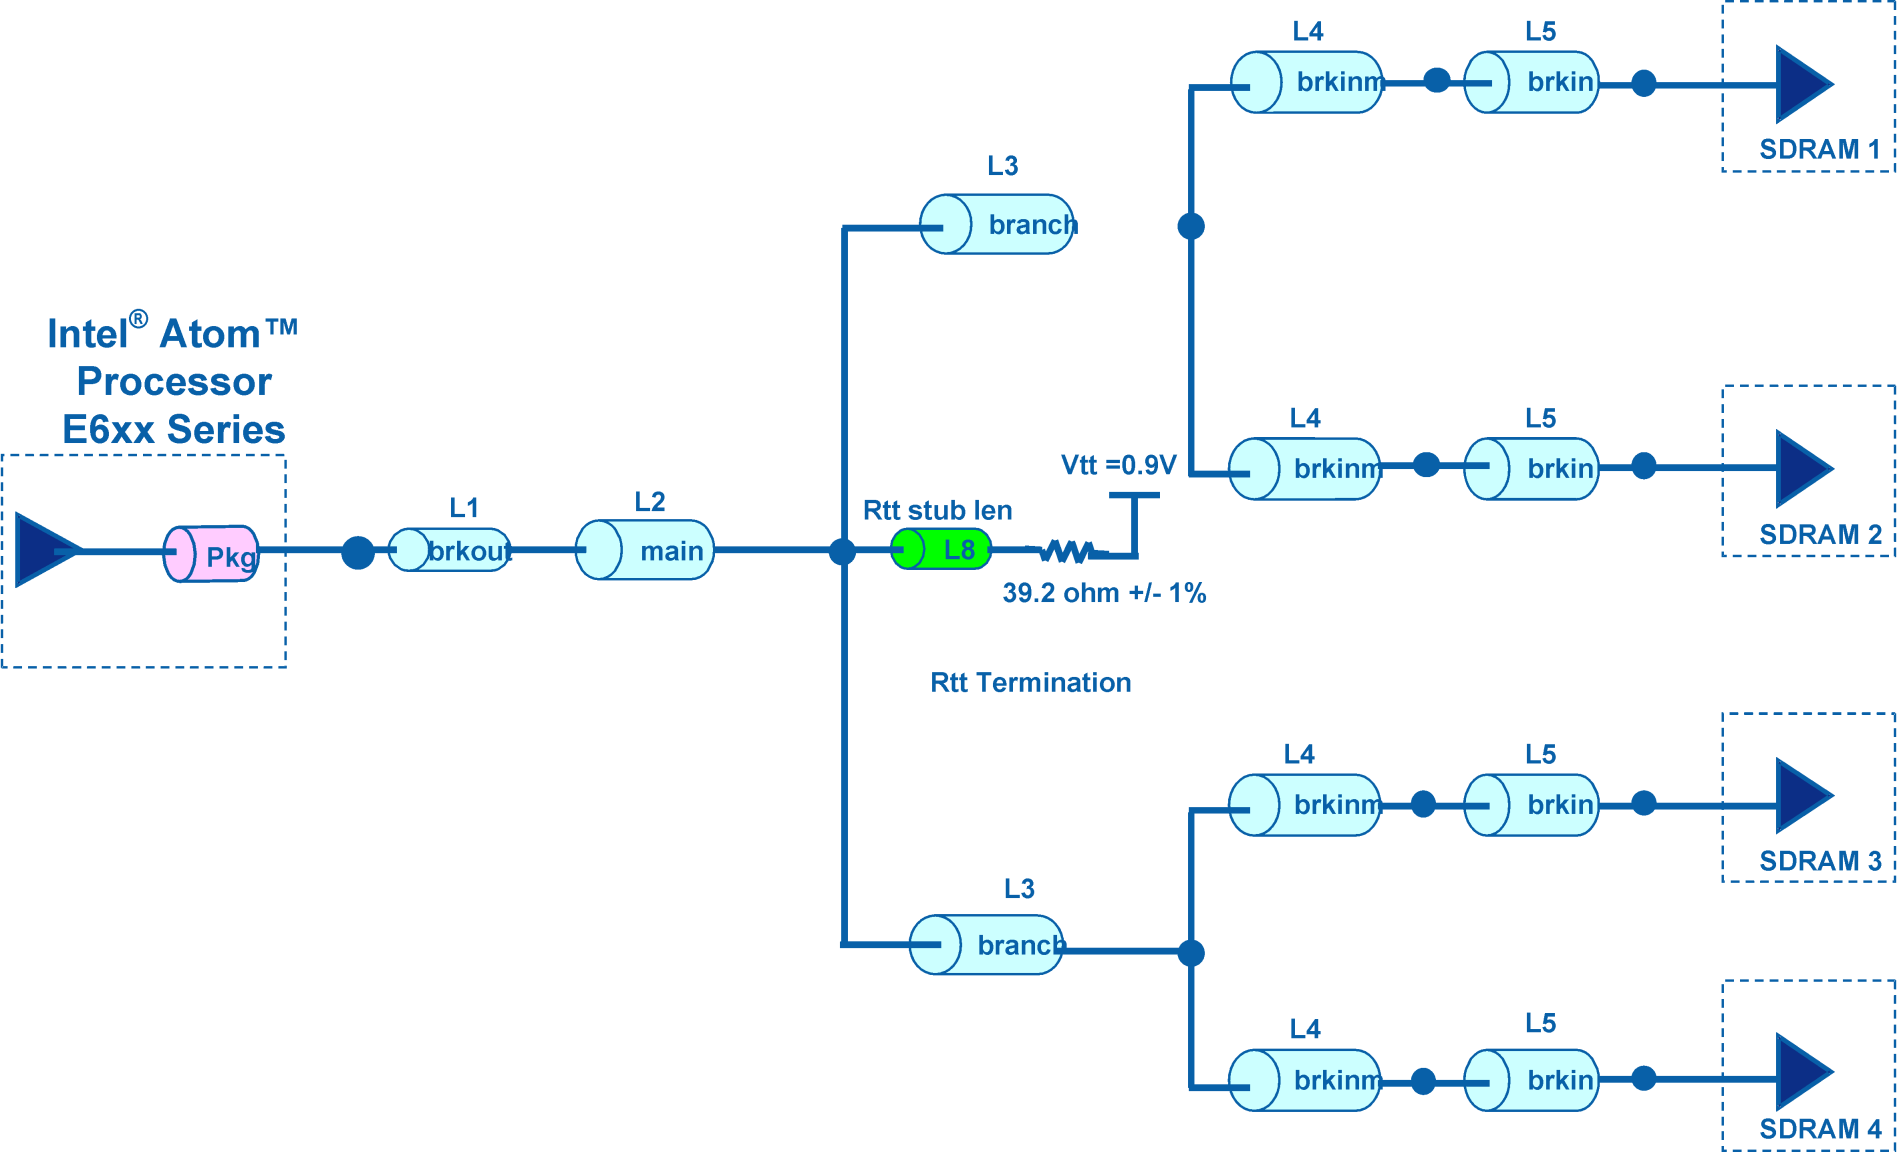 L4
L5
brkinm
brkin
SDRAM 1
L3
branch
Intel® Atom™
Processor
E6xx Series
L4
L5
brkinm
brkin
SDRAM 2
Vtt =0.9V
L1
L2
Rtt stub len
Pkg
brkout
main
L8
39.2 ohm +/- 1%
Rtt Termination
L4
L5
brkinm
brkin
SDRAM 3
L3
branch
L4
L5
brkinm
brkin
SDRAM 4